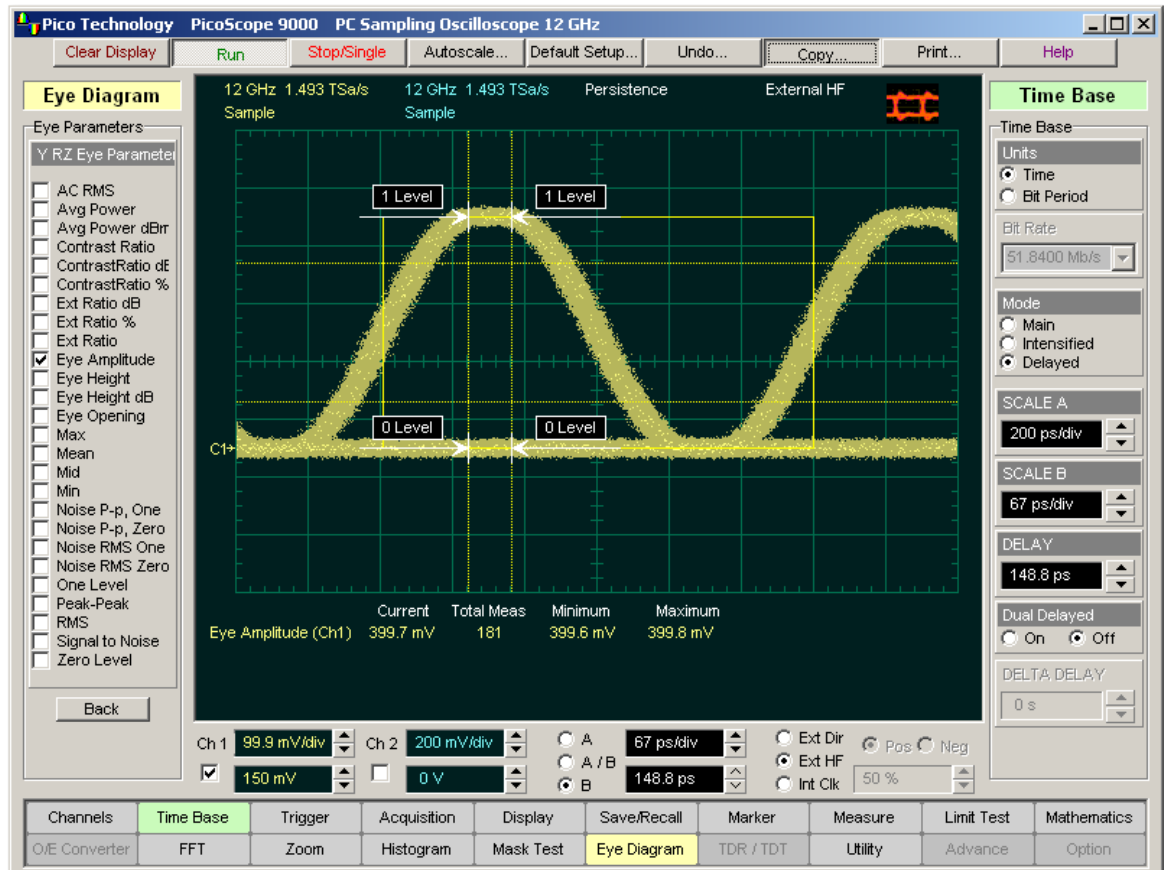 Pico Technology PicoScope 9000 PC Sampling Oscilloscope 12 GHz
Clear Display Run Stop/Single Autoscale... Default Setup... Undo... Copy... Print... Help
Eye Diagram
Eye Parameters
Y RZ Eye Parameter
AC RMS
Avg Power
Avg Power dBm
Contrast Ratio
ContrastRatio dB
ContrastRatio %
Ext Ratio dB
Ext Ratio %
Ext Ratio
Eye Amplitude
Eye Height
Eye Height dB
Eye Opening
Max
Mean
Mid
Min
Noise P-p, One
Noise P-p, Zero
Noise RMS One
Noise RMS Zero
One Level
Peak-Peak
RMS
Signal to Noise
Zero Level
Back
12 GHz 1.493 TSa/s 12 GHz 1.493 TSa/s Persistence External HF
Sample Sample
1 Level 1 Level
0 Level 0 Level
C1
Current Total Meas Minimum Maximum
Eye Amplitude (Ch1) 399.7 mV 181 399.6 mV 399.8 mV
Time Base
Time Base
Units
Time
Bit Period
Bit Rate
51.8400 Mb/s
Mode
Main
Intensified
Delayed
SCALE A
200 ps/div
SCALE B
67 ps/div
DELAY
148.8 ps
Dual Delayed
On Off
DELTA DELAY
0 s
Ch 1 99.9 mV/div Ch 2 200 mV/div A 67 ps/div Ext Dir Pos Neg
A / B Ext HF
150 mV 0 V B 148.8 ps Int Clk 50 %
Channels Time Base Trigger Acquisition Display Save/Recall Marker Measure Limit Test Mathematics
O/E Converter FFT Zoom Histogram Mask Test Eye Diagram TDR / TDT Utility Advance Option